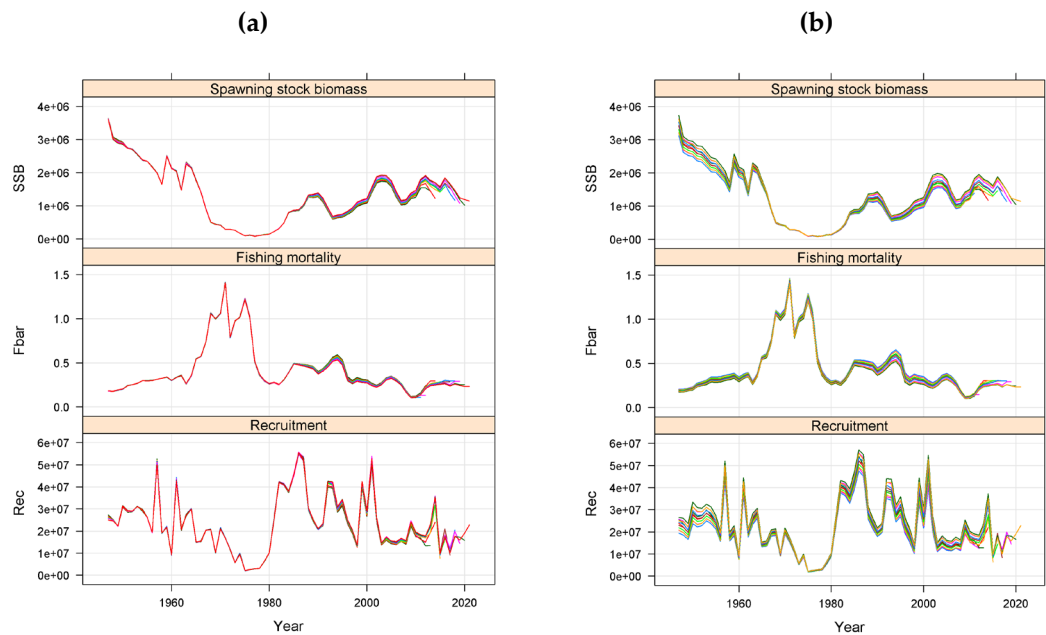 (a)
Spawning stock biomass
4e+06
3e+06
2e+06
1e+06
0e+00
SSB
Fishing mortality
1.5
1.0
0.5
0.0
Fbar
Recruitment
6e+07
5e+07
4e+07
3e+07
2e+07
1e+07
0e+00
Rec
1960 1980 2000 2020
Year
(b)
Spawning stock biomass
4e+06
3e+06
2e+06
1e+06
0e+00
SSB
Fishing mortality
1.5
1.0
0.5
0.0
Fbar
Recruitment
6e+07
5e+07
4e+07
3e+07
2e+07
1e+07
0e+00
Rec
1960 1980 2000 2020
Year